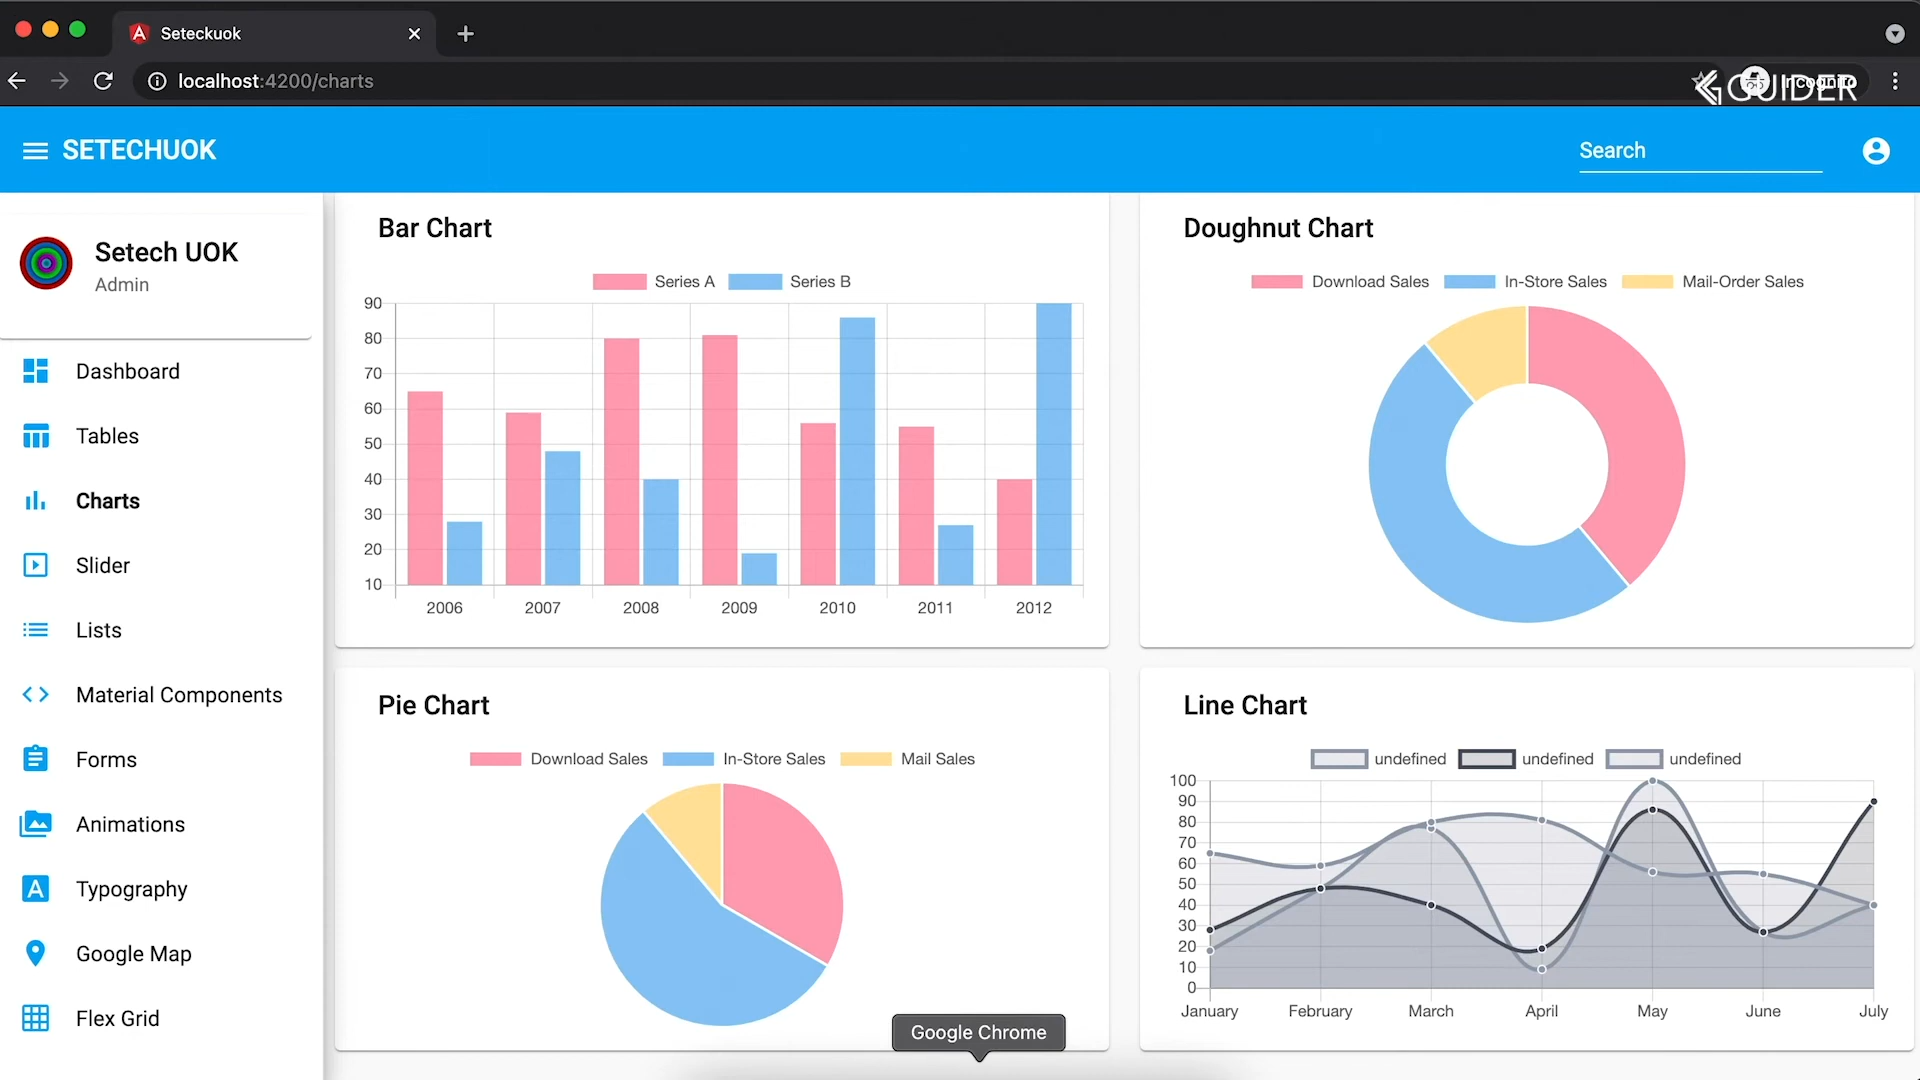 Seteckuok
localhost:4200/charts
Incognito
GUIDER
SETECHUOK
Search
Setech UOK
Admin
Dashboard
Tables
Charts
Slider
Lists
Material Components
Forms
Animations
A
Typography
Google Map
Flex Grid
Bar Chart
Series A Series B
90
80
70
60
50
40
30
20
10
2006 2007 2008 2009 2010 2011 2012
Doughnut Chart
Download Sales In-Store Sales Mail-Order Sales
Pie Chart
Download Sales In-Store Sales Mail Sales
Line Chart
undefined undefined undefined
100
90
80
70
60
50
40
30
20
10
0
January February March April May June July
Google Chrome